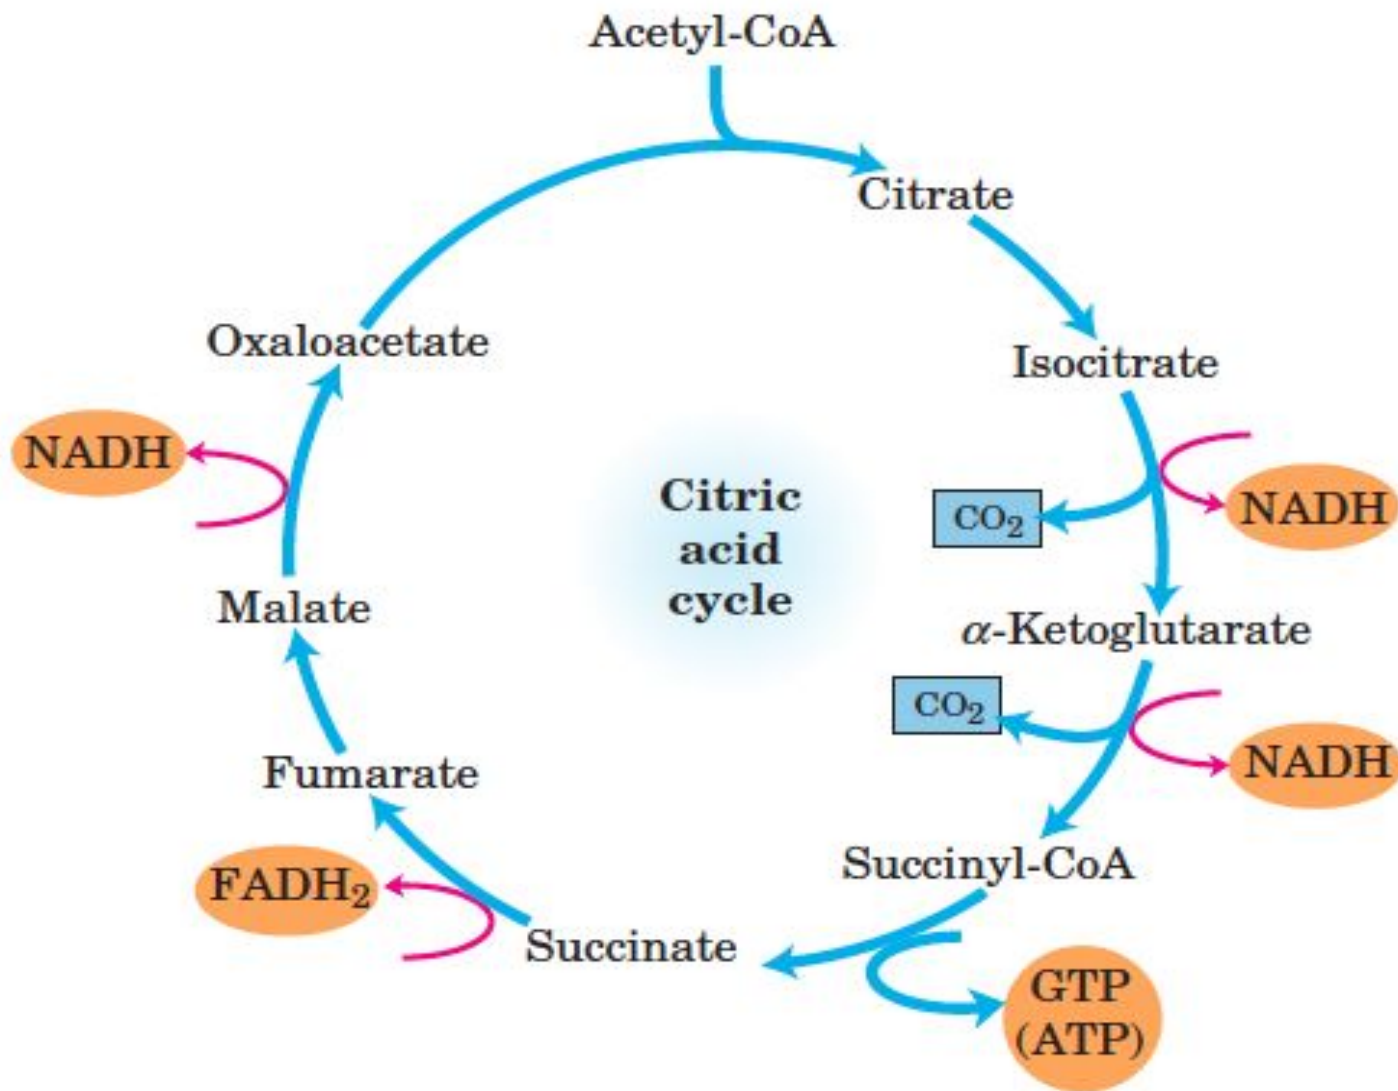 Acetyl-CoA
Citrate
Isocitrate
NADH
CO₂
α-Ketoglutarate
CO₂
NADH
Succinyl-CoA
GTP
(ATP)
Succinate
FADH₂
Fumarate
Malate
NADH
Oxaloacetate
Citric
acid
cycle